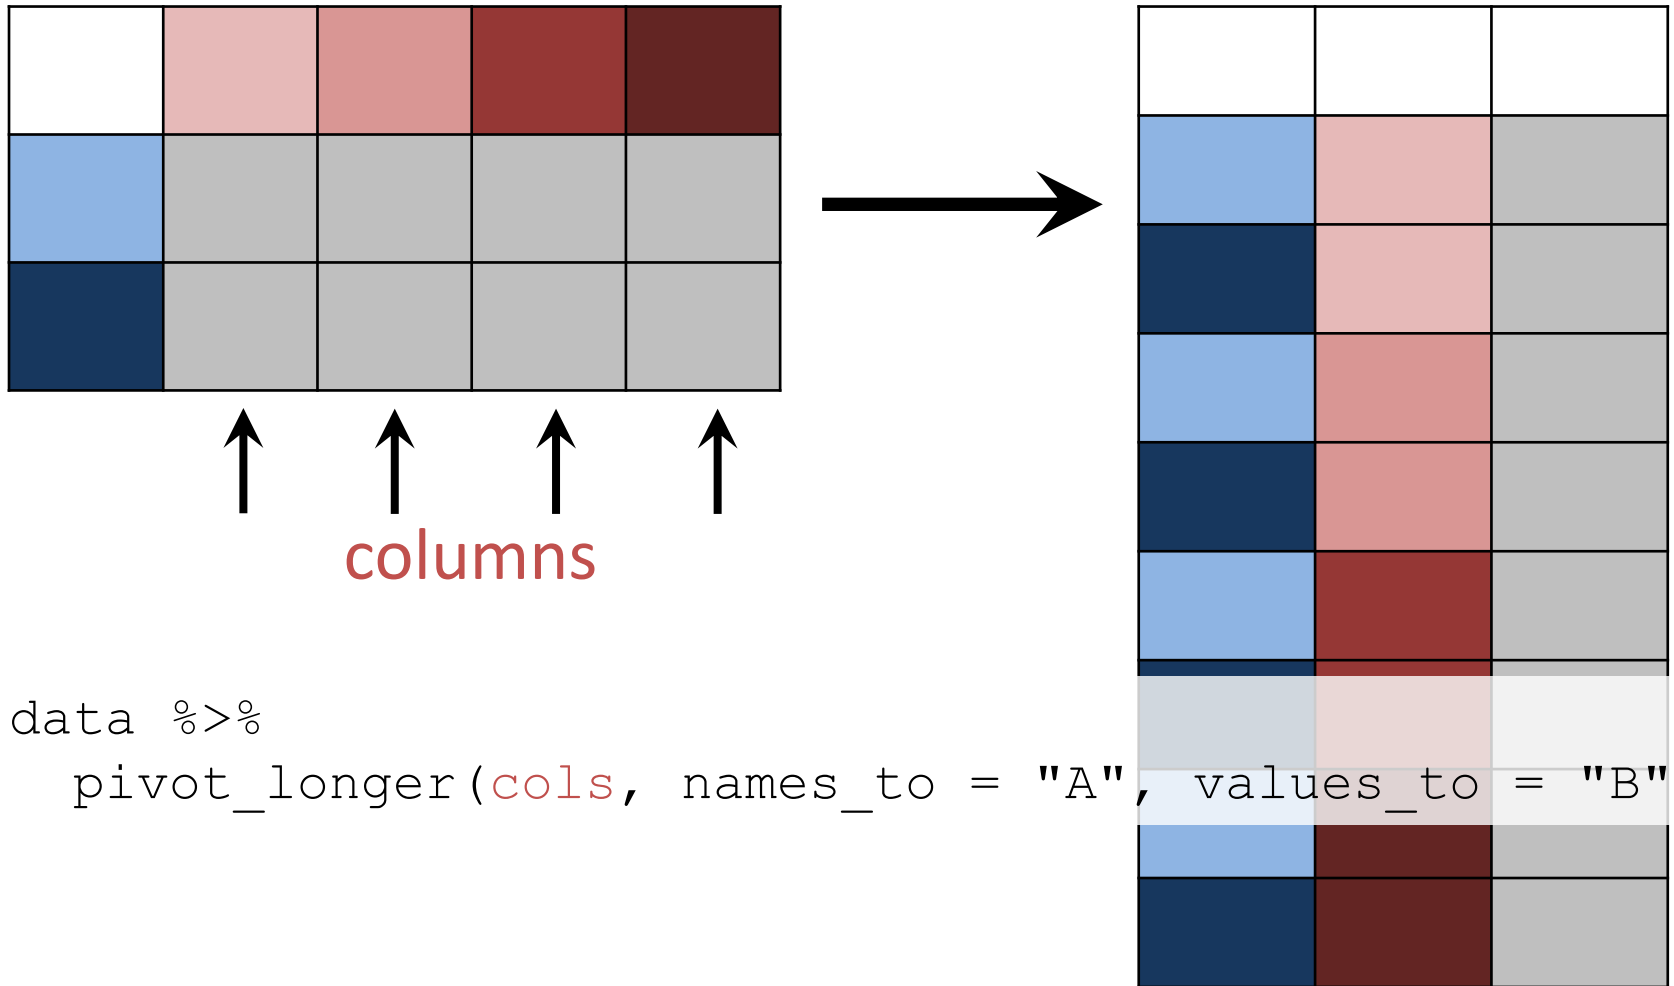 columns
data %>%
pivot_longer(cols, names_to = "A", values_to = "B"